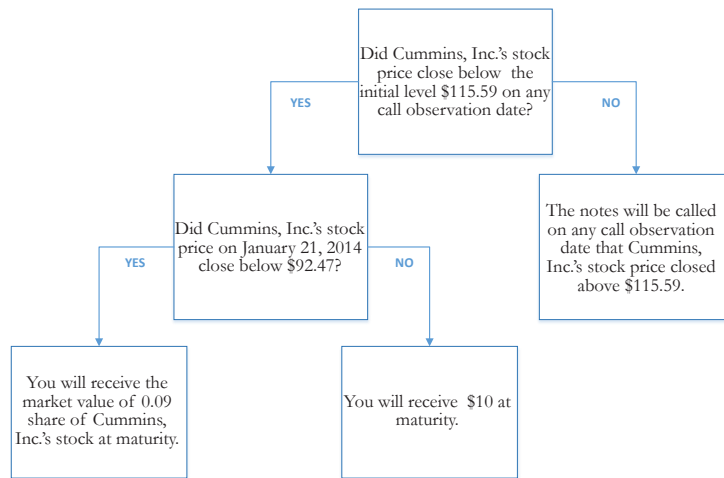 Did Cummins, Inc.'s stock
price close below the
initial level $115.59 on any
call observation date?
YES
NO
Did Cummins, Inc.'s stock
price on January 21, 2014
close below $92.47?
The notes will be called
on any call observation
date that Cummins,
Inc.'s stock price closed
above $115.59.
YES
NO
You will receive the
market value of 0.09
share of Cummins,
Inc.'s stock at maturity.
You will receive $10 at
maturity.